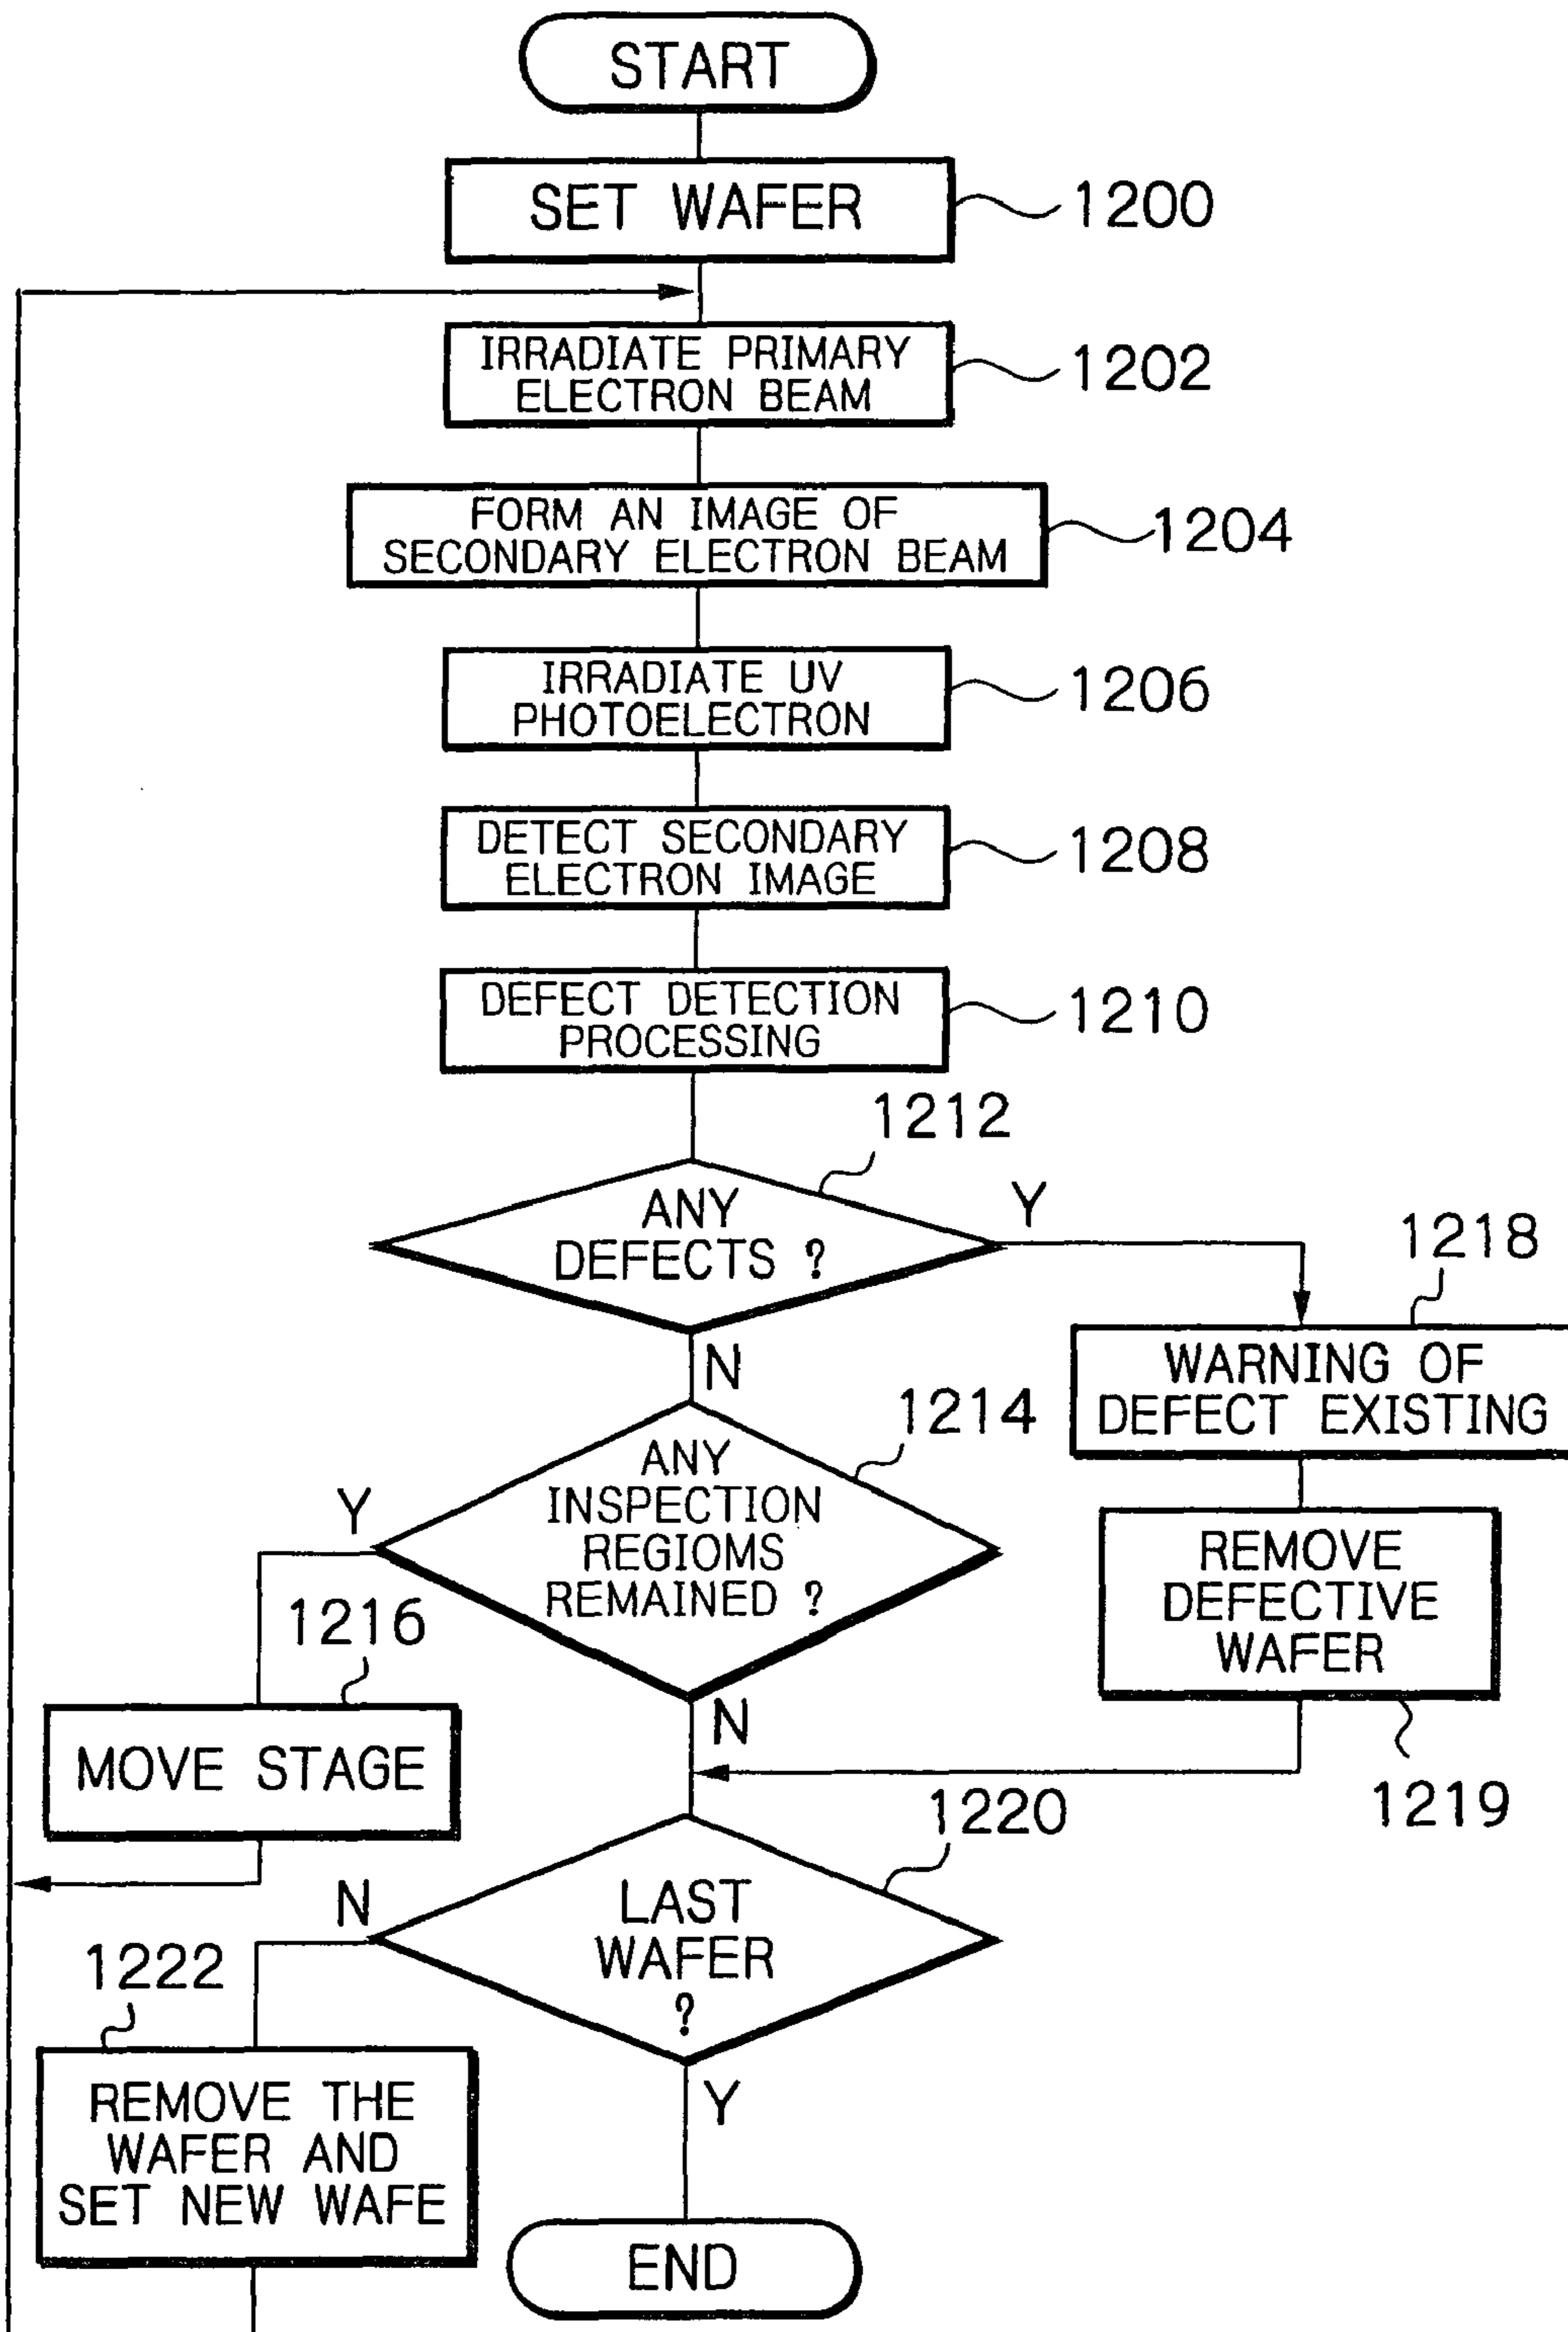 START
SET WAFER
1200
IRRADIATE PRIMARY
ELECTRON BEAM
1202
FORM AN IMAGE OF
SECONDARY ELECTRON BEAM
1204
IRRADIATE UV
PHOTOELECTRON
1206
DETECT SECONDARY
ELECTRON IMAGE
1208
DEFECT DETECTION
PROCESSING
1210
1212
ANY
DEFECTS ?
Y
N
1218
WARNING OF
DEFECT EXISTING
1214
ANY
INSPECTION
REGIOMS
REMAINED ?
Y
N
REMOVE
DEFECTIVE
WAFER
1219
1216
MOVE STAGE
1220
LAST
WAFER
?
N
Y
1222
REMOVE THE
WAFER AND
SET NEW WAFE
END